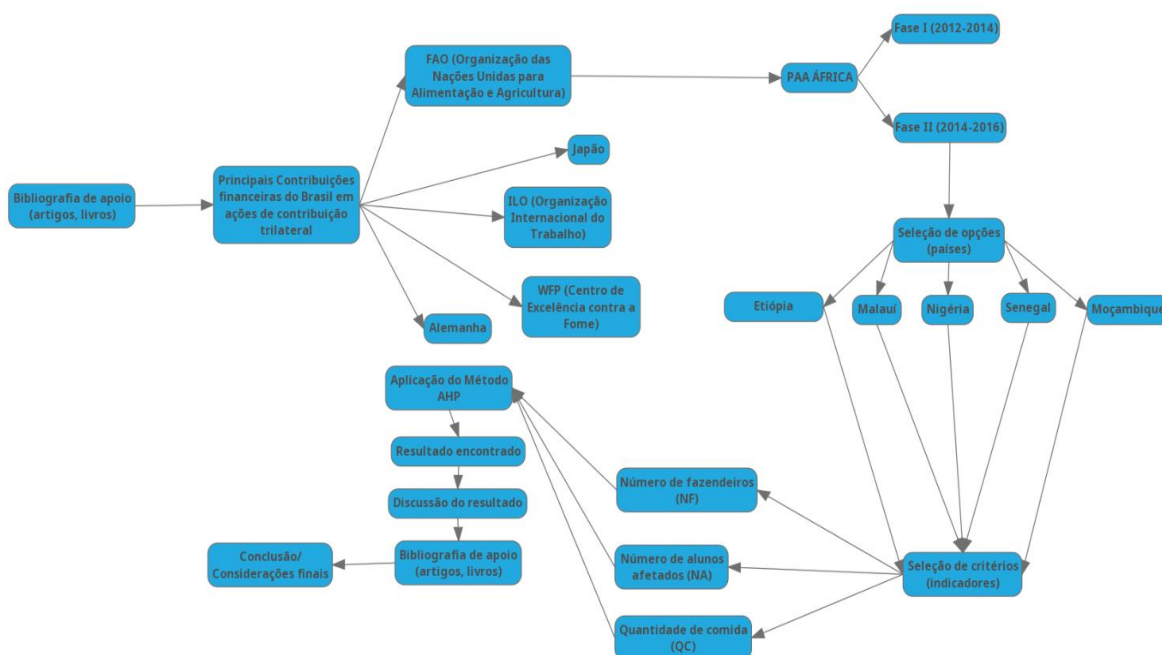 Fase I (2012-2014)
FAO (Organização das
Nações Unidas para
Alimentação e Agricultura)
PAA ÁFRICA
Fase II (2014-2016)
Japão
Bibliografia de apoio
(artigos, livros)
Principais Contribuições
financeiras do Brasil em
ações de contribuição
trilateral
ILO (Organização
Internacional do
Trabalho)
WFP (Centro de
Excelência contra a
Fome)
Alemanha
Seleção de opções
(países)
Etiópia
Malauí
Nigéria
Senegal
Moçambique
Seleção de critérios
(indicadores)
Número de fazendeiros
(NF)
Número de alunos
afetados (NA)
Quantidade de comida
(QC)
Aplicação do Método
AHP
Resultado encontrado
Discussão do resultado
Bibliografia de apoio
(artigos, livros)
Conclusão/
Considerações finais